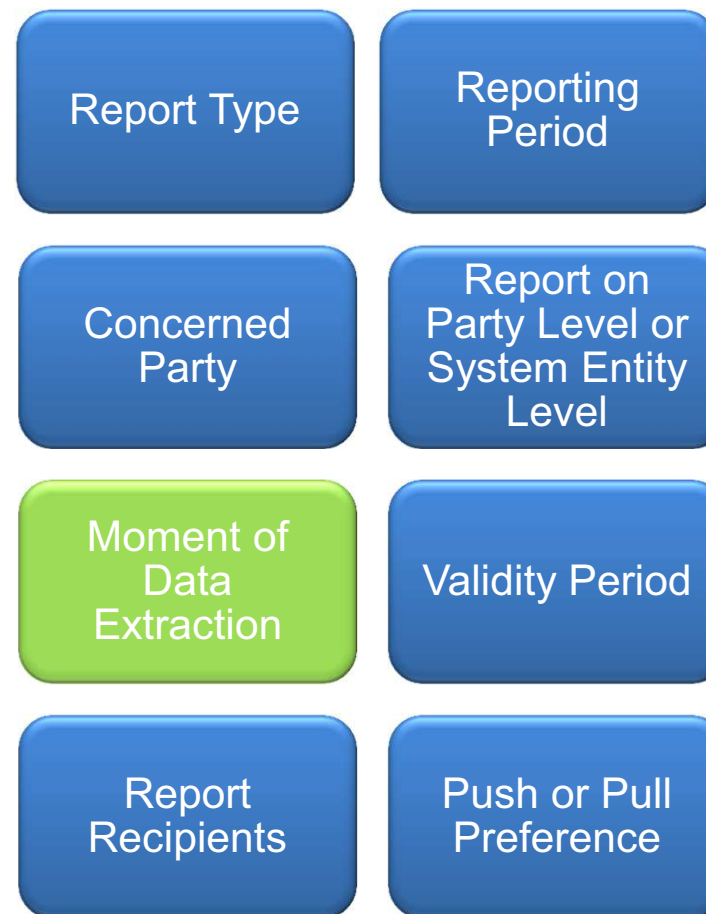 Report Type
Reporting
Period
Concerned
Party
Report on
Party Level or
System Entity
Level
Moment of
Data
Extraction
Validity Period
Report
Recipients
Push or Pull
Preference